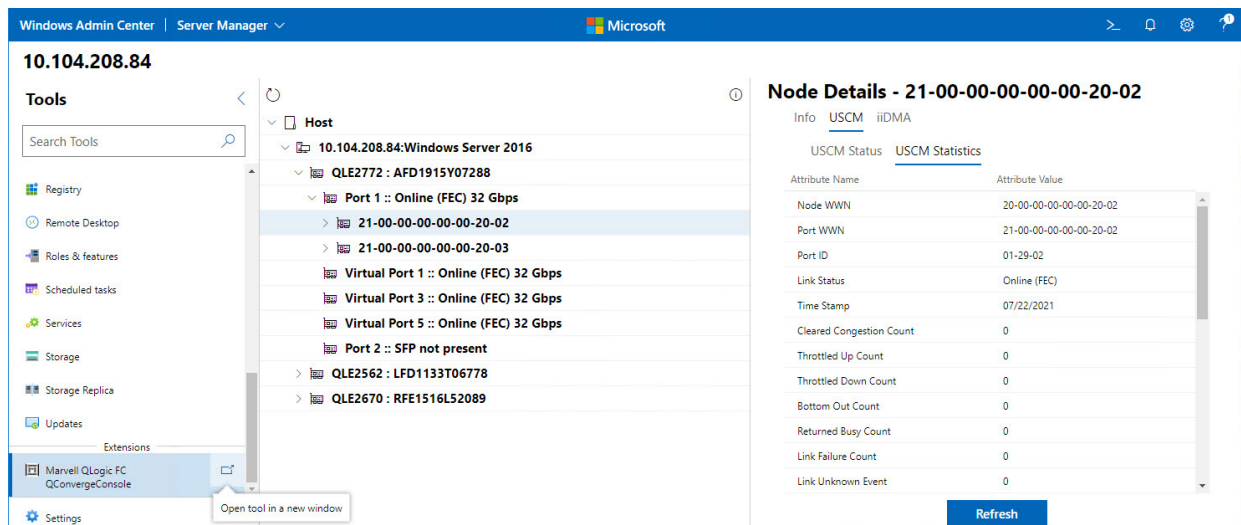 Windows Admin Center | Server Manager
Microsoft
10.104.208.84
Tools
Search Tools
Registry
Remote Desktop
Roles & features
Scheduled tasks
Services
Storage
Storage Replica
Updates
Extensions
Marvell QLogic FC
QConvergeConsole
Open tool in a new window
Settings
Host
10.104.208.84:Windows Server 2016
QLE2772 : AFD1915Y07288
Port 1 :: Online (FEC) 32 Gbps
21-00-00-00-00-00-20-02
21-00-00-00-00-00-20-03
Virtual Port 1 :: Online (FEC) 32 Gbps
Virtual Port 3 :: Online (FEC) 32 Gbps
Virtual Port 5 :: Online (FEC) 32 Gbps
Port 2 :: SFP not present
QLE2562 : LFD1133T06778
QLE2670 : RFE1516L52089
Node Details - 21-00-00-00-00-00-20-02
Info USCM iiDMA
USCM Status USCM Statistics
Attribute Name Attribute Value
Node WWN 20-00-00-00-00-00-20-02
Port WWN 21-00-00-00-00-00-20-02
Port ID 01-29-02
Link Status Online (FEC)
Time Stamp 07/22/2021
Cleared Congestion Count 0
Throttled Up Count 0
Throttled Down Count 0
Bottom Out Count 0
Returned Busy Count 0
Link Failure Count 0
Link Unknown Event 0
Refresh